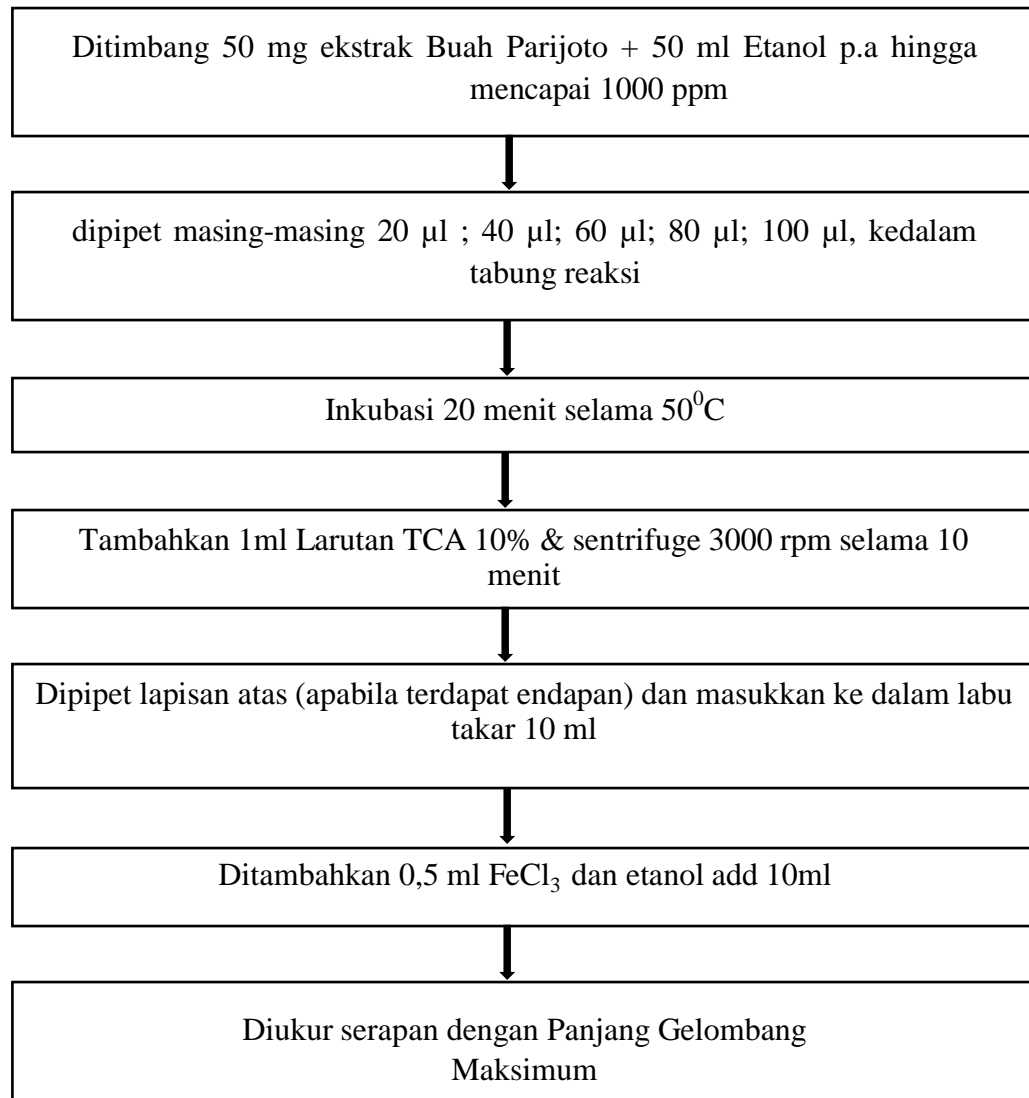 Ditimbang 50 mg ekstrak Buah Parijoto + 50 ml Etanol p.a hingga
mencapai 1000 ppm
dipipet masing-masing 20 µl ; 40 µl; 60 µl; 80 µl; 100 µl, kedalam
tabung reaksi
Inkubasi 20 menit selama 50⁰C
Tambahkan 1ml Larutan TCA 10% & sentrifuge 3000 rpm selama 10
menit
Dipipet lapisan atas (apabila terdapat endapan) dan masukkan ke dalam labu
takar 10 ml
Ditambahkan 0,5 ml FeCl₃ dan etanol add 10ml
Diukur serapan dengan Panjang Gelombang
Maksimum